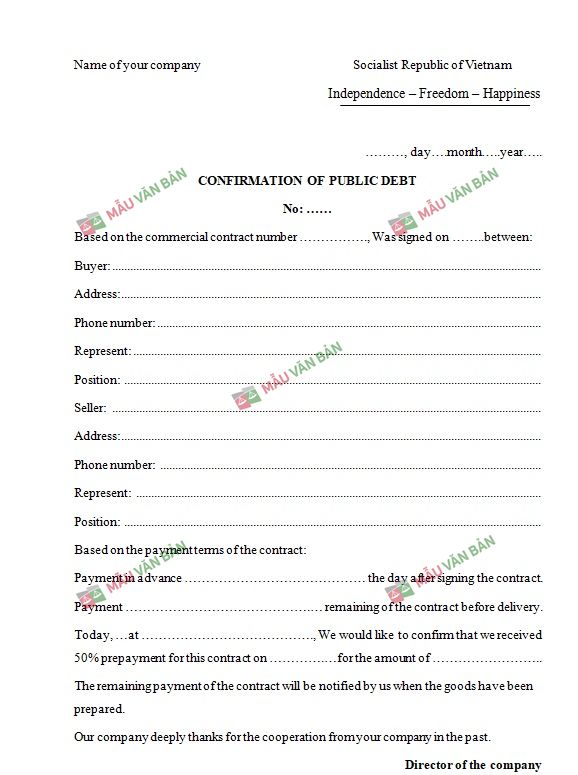 Name of your company Socialist Republic of Vietnam
Independence – Freedom – Happiness
………, day….month…..year…..
MẪU VĂN BẢN MẪU VĂN BẢN
CONFIRMATION OF PUBLIC DEBT
No: ……
Based on the commercial contract number ……………, Was signed on ……..between:
Buyer:..........................................................
Address:..........................................................
Phone number:..........................................................
Represent:..........................................................
MẪU VĂN BẢN
Position: ..........................................................
Seller: ..........................................................
Address:..........................................................
Phone number: ..........................................................
Represent: ..........................................................
Position: ..........................................................
Based on the payment terms of the contract:
MẪU VĂN BẢN MẪU VĂN BẢN
Payment in advance ……………………………………the day after signing the contract.
Payment ………………………………………remaining of the contract before delivery.
Today, …at …………………………………, We would like to confirm that we received
50% prepayment for this contract on ……………for the amount of ……………………..
The remaining payment of the contract will be notified by us when the goods have been
prepared.
Our company deeply thanks for the cooperation from your company in the past.
Director of the company